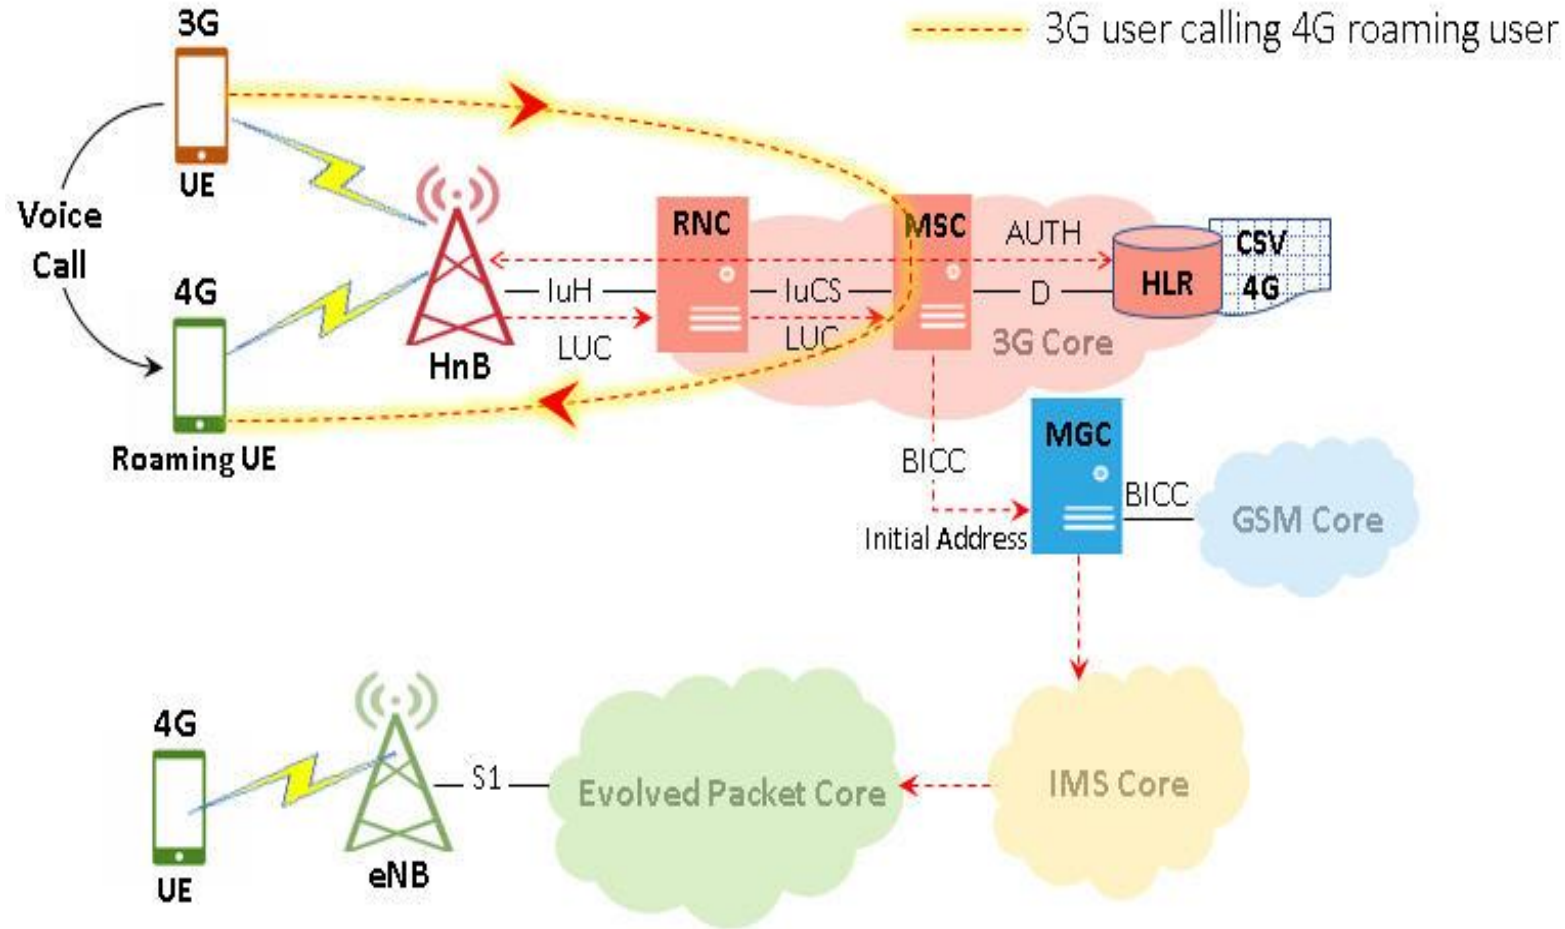 3G
3G user calling 4G roaming user
UE
Voice
Call
4G
Roaming UE
HnB
IuH
LUC
RNC
IuCS
LUC
MSC
AUTH
D
HLR
CSV
4G
3G Core
BICC
Initial Address
MGC
BICC
GSM Core
4G
UE
eNB
S1
Evolved Packet Core
IMS Core